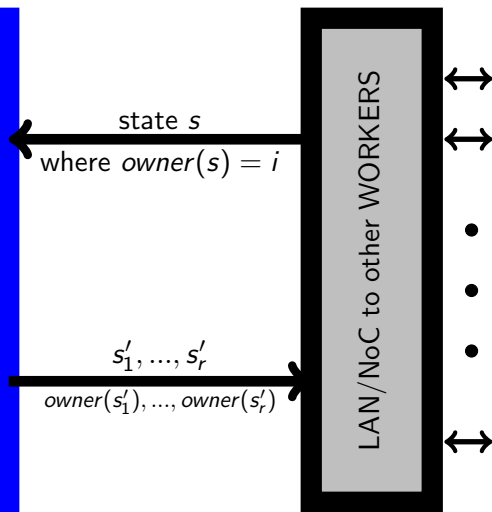 state s
where owner(s) = i
s′₁, ..., s′ᵣ
owner(s′₁), ..., owner(s′ᵣ)
LAN/NoC to other WORKERS